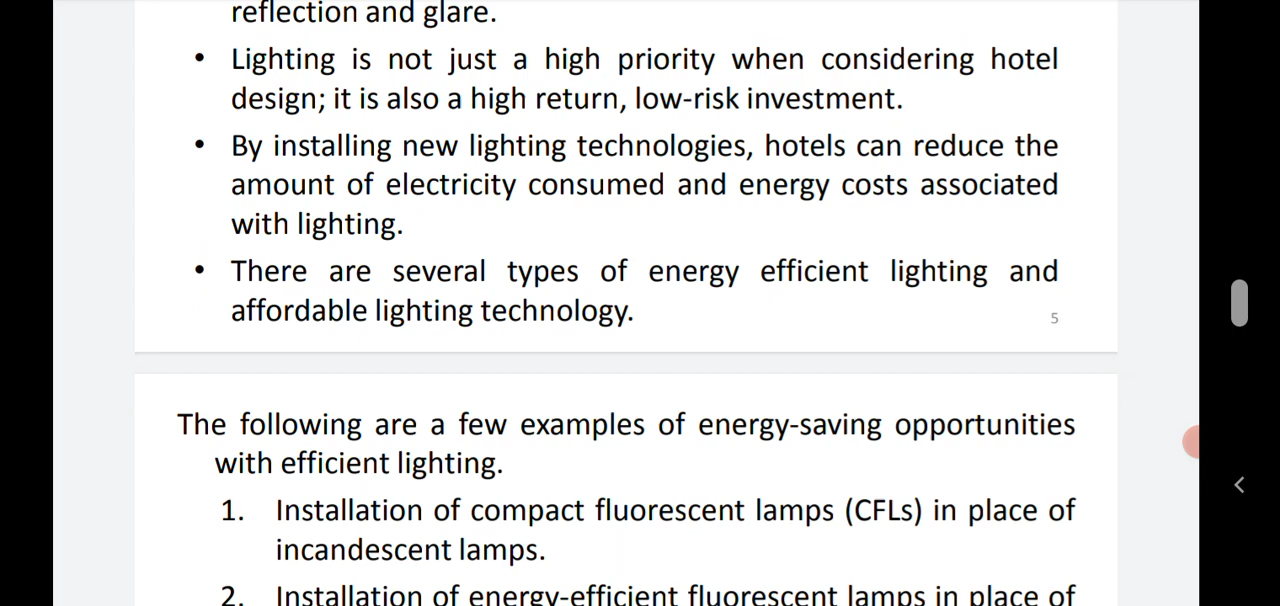 reflection and glare.
• Lighting is not just a high priority when considering hotel
design; it is also a high return, low-risk investment.
• By installing new lighting technologies, hotels can reduce the
amount of electricity consumed and energy costs associated
with lighting.
• There are several types of energy efficient lighting and
affordable lighting technology.
5
The following are a few examples of energy-saving opportunities
with efficient lighting.
1. Installation of compact fluorescent lamps (CFLs) in place of
incandescent lamps.
2. Installation of energy-efficient fluorescent lamps in place of